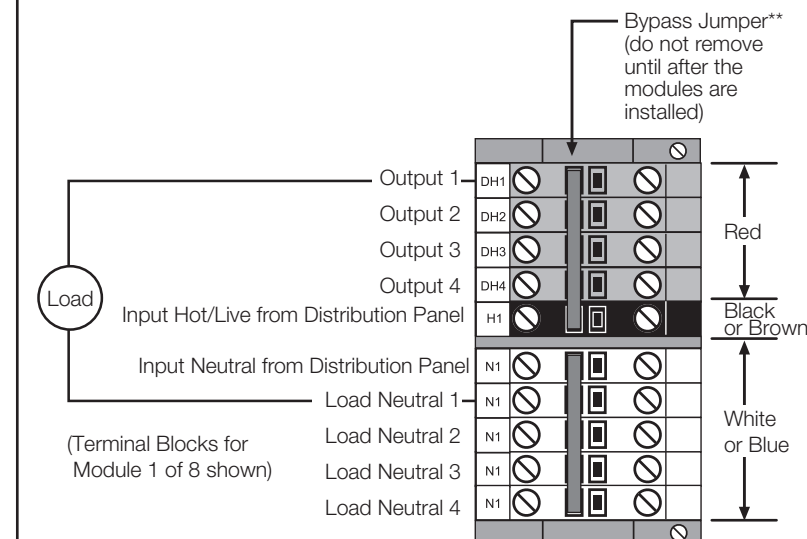 Bypass Jumper**
(do not remove
until after the
modules are
installed)
Output 1 DH1
Output 2 DH2
Output 3 DH3
Output 4 DH4
Input Hot/Live from Distribution Panel H1
Input Neutral from Distribution Panel N1
Load Neutral 1 N1
Load Neutral 2 N1
Load Neutral 3 N1
Load Neutral 4 N1
Load
(Terminal Blocks for
Module 1 of 8 shown)
Red
Black
or Brown
White
or Blue